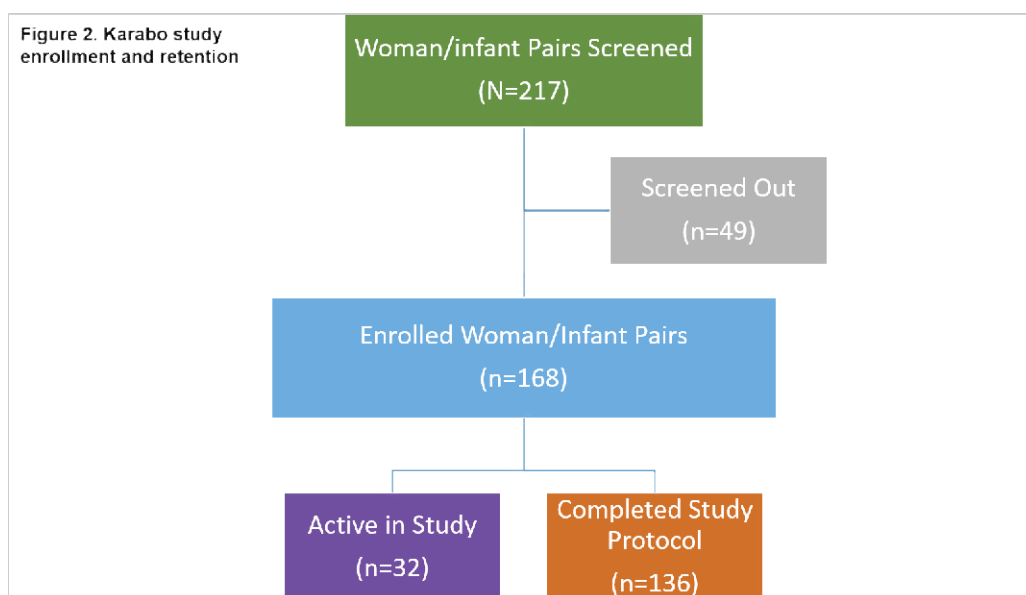 Figure 2. Karabo study
enrollment and retention
Woman/infant Pairs Screened
(N=217)
Screened Out
(n=49)
Enrolled Woman/Infant Pairs
(n=168)
Active in Study
(n=32)
Completed Study
Protocol
(n=136)